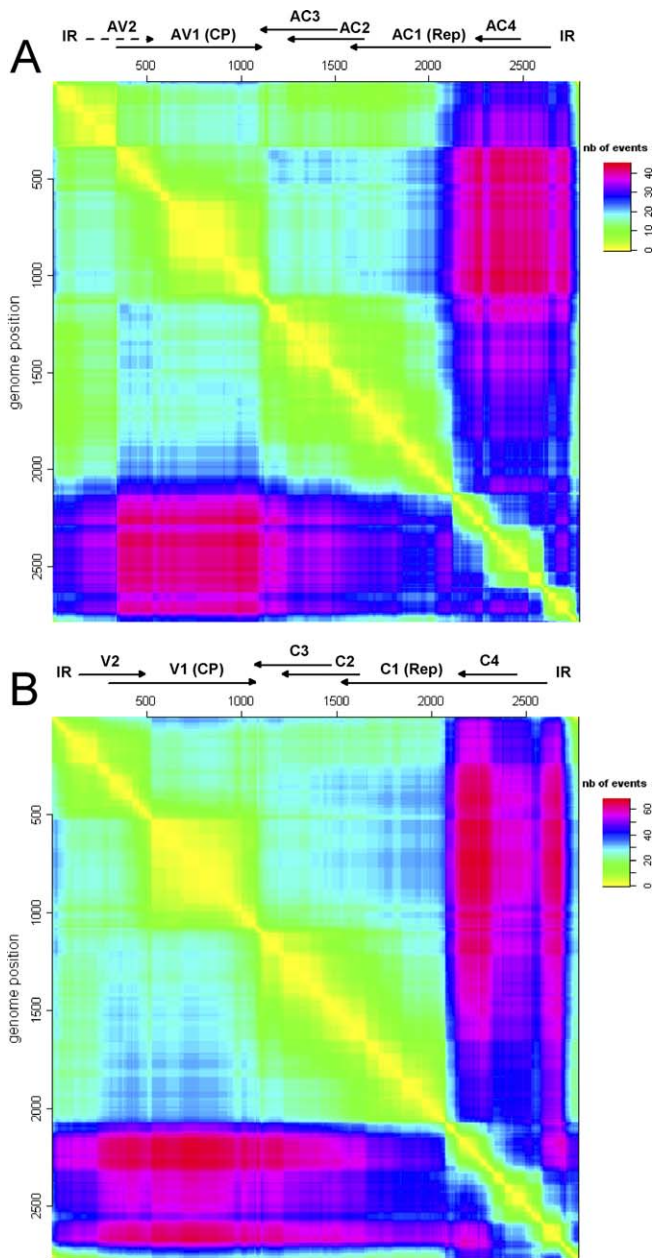 A
IR AV2 AV1 (CP) AC3 AC2 AC1 (Rep) AC4 IR
500 1000 1500 2000 2500
genome position
500
1000
1500
2000
2500
nb of events
40
30
20
10
0
B
IR V2 V1 (CP) C3 C2 C1 (Rep) C4 IR
500 1000 1500 2000 2500
genome position
500
1000
1500
2000
2500
nb of events
60
40
20
0